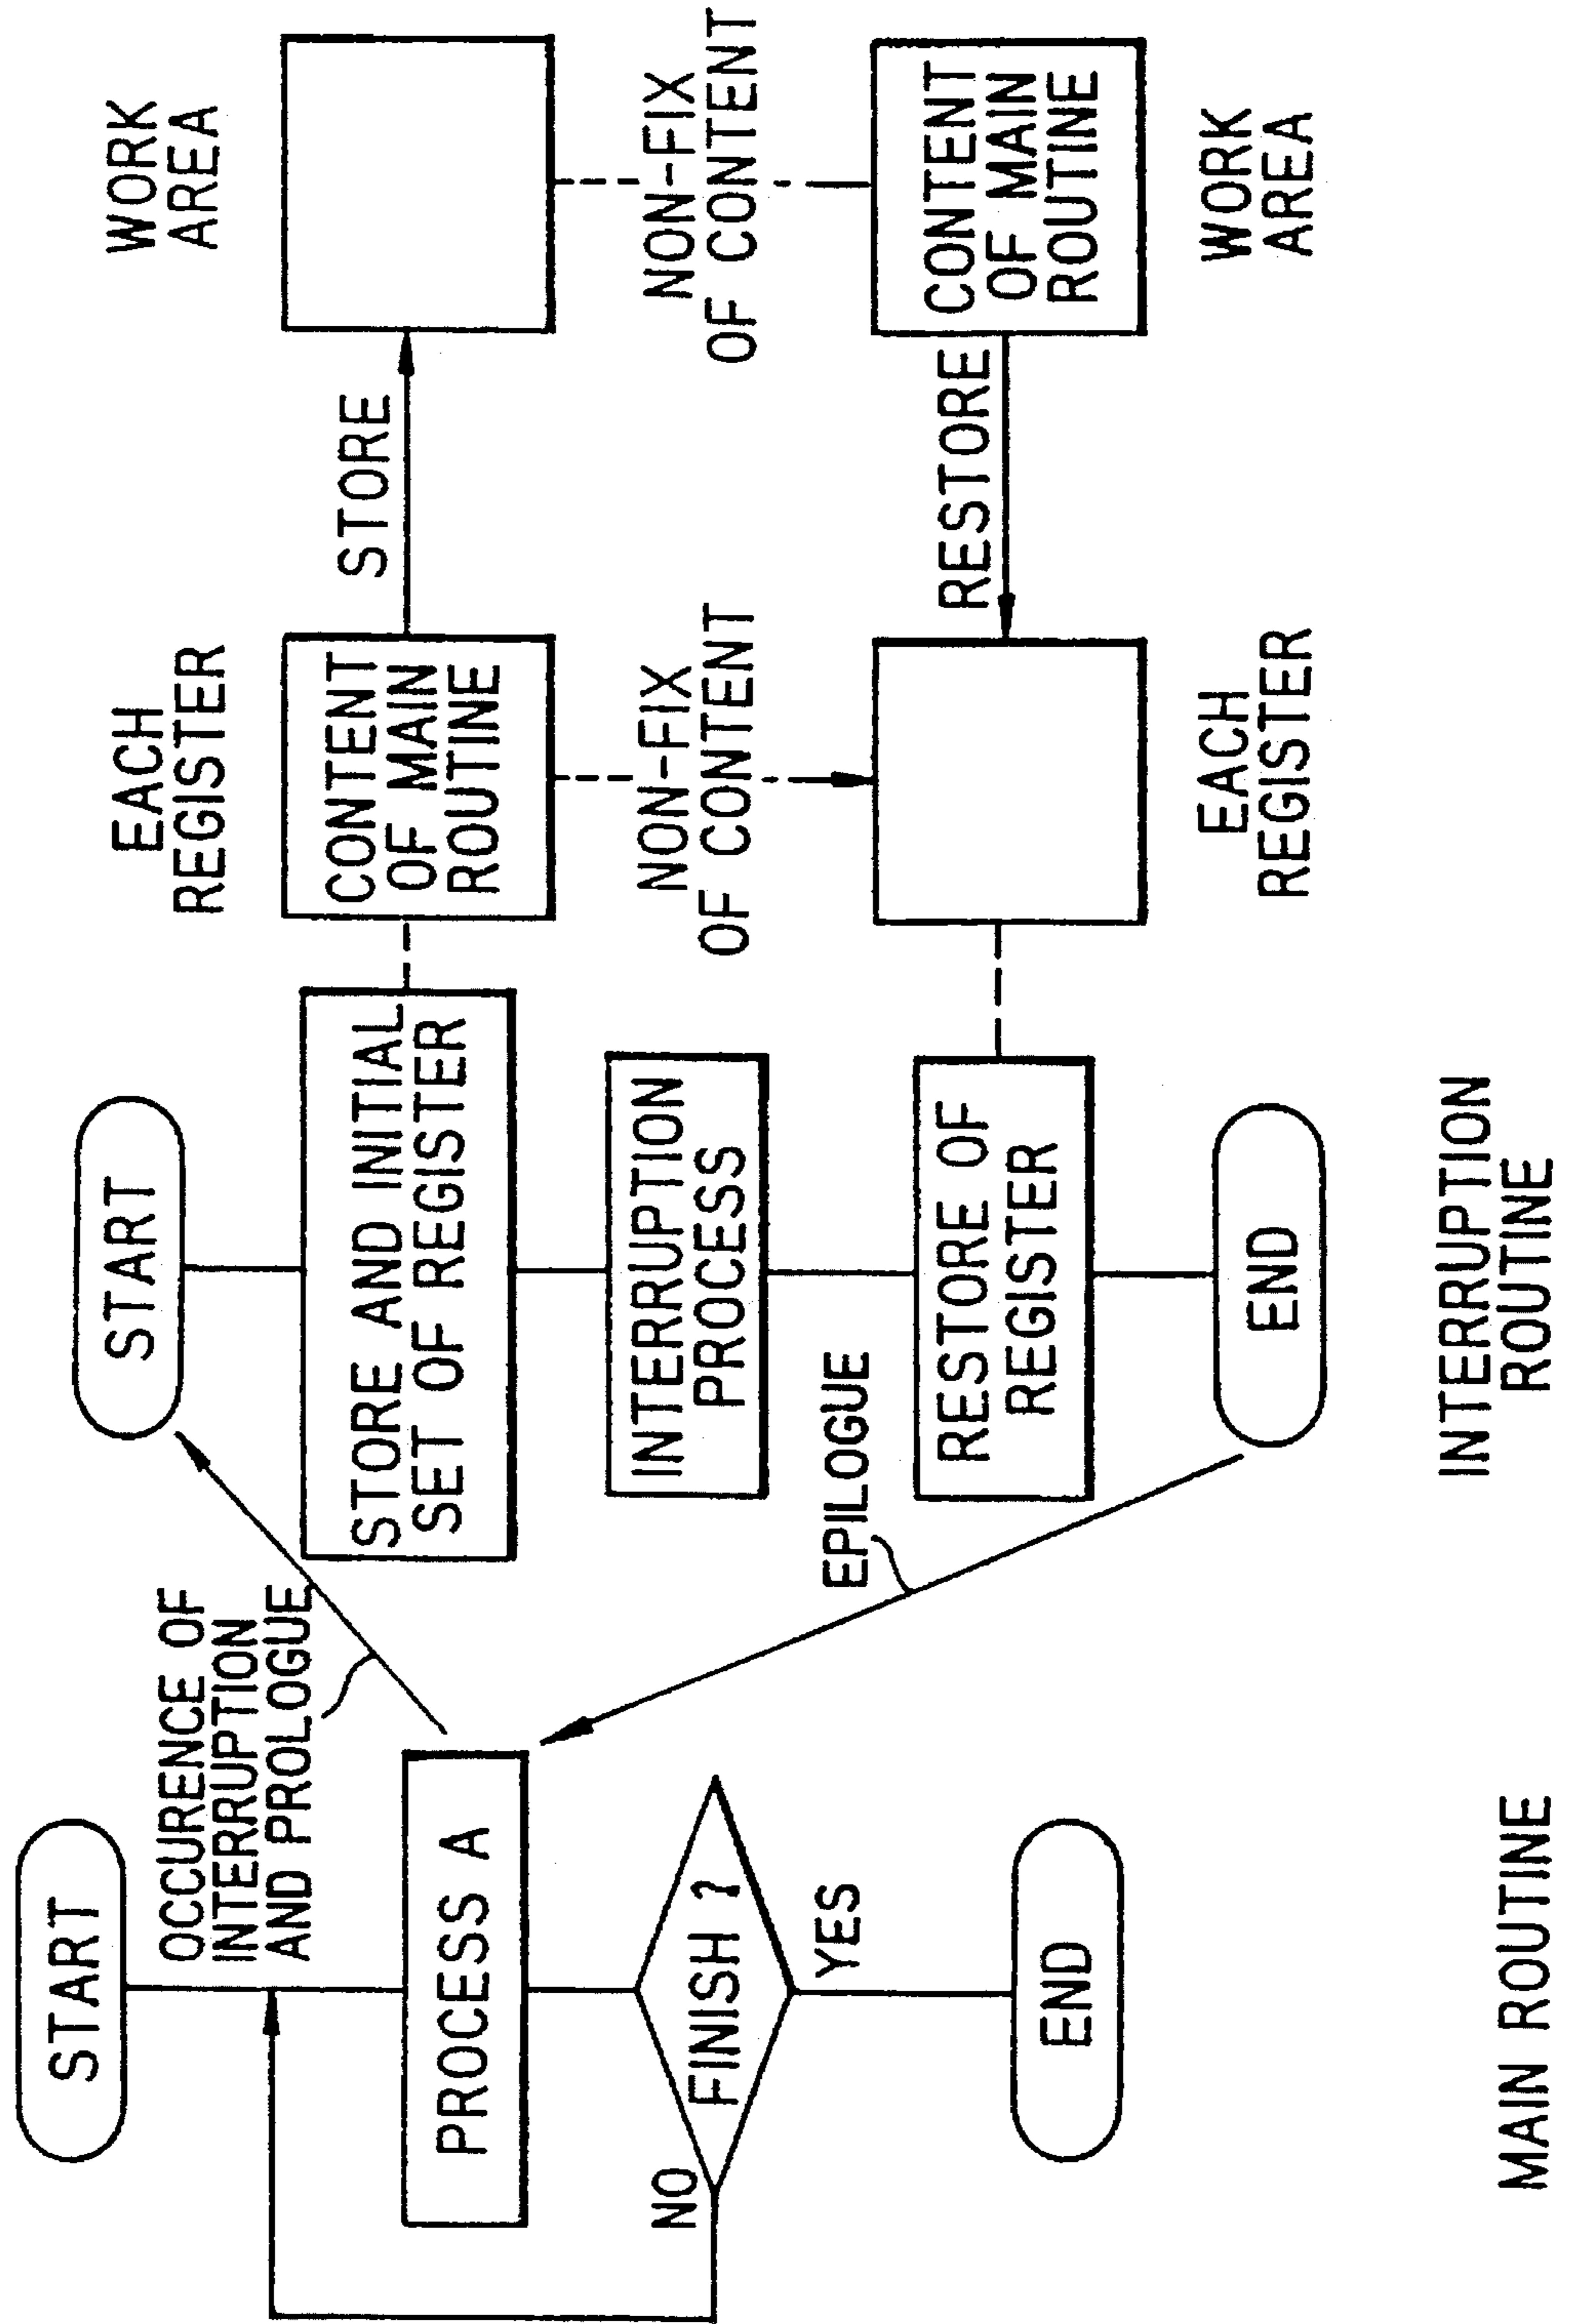 START
OCCURENCE OF
INTERRUPTION
AND PROLOGUE
PROCESS A
FINISH ?
NO
YES
END
MAIN ROUTINE
START
STORE AND INITIAL
SET OF REGISTER
INTERRUPTION
PROCESS
EPILOGUE
RESTORE OF
REGISTER
END
INTERRUPTION
ROUTINE
EACH
REGISTER
CONTENT
OF MAIN
ROUTINE
STORE
WORK
AREA
NON-FIX
OF CONTENT
NON-FIX
OF CONTENT
RESTORE
CONTENT
OF MAIN
ROUTINE
EACH
REGISTER
WORK
AREA